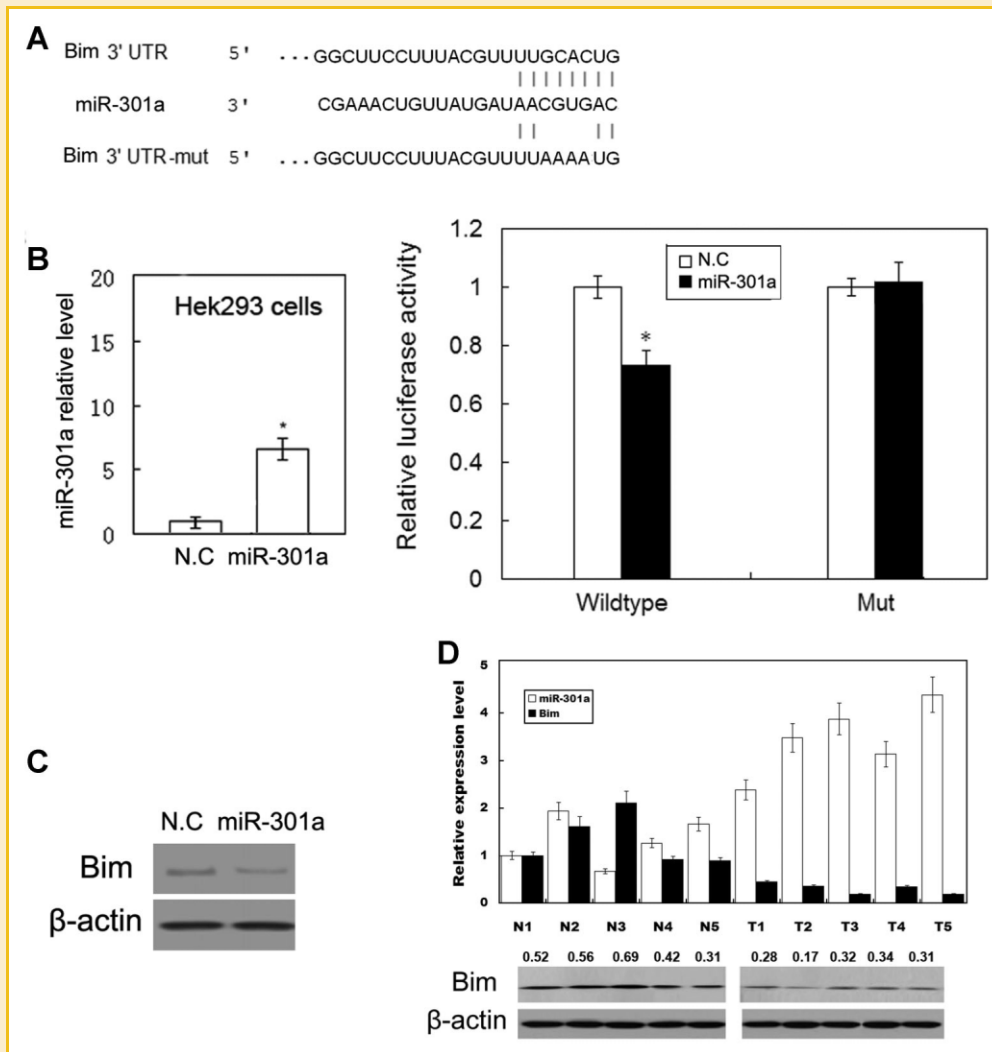 A
Bim 3' UTR 5' ...GGCUUCCUUUACGUUUUUGCACUG
miR-301a 3' CGAAACUGUUAUGAUAACGUGAC
Bim 3' UTR-mut 5' ...GGCUUCCUUUACGUUUUUAAAAUG
B
20
15
10
5
0
miR-301a relative level
Hek293 cells
*
N.C miR-301a
1.2
1
0.8
0.6
0.4
0.2
0
Relative luciferase activity
N.C
miR-301a
*
Wildtype Mut
C
N.C miR-301a
Bim
β-actin
D
5
4
3
2
1
0
Relative expression level
miR-301a
Bim
N1 N2 N3 N4 N5 T1 T2 T3 T4 T5
0.52 0.56 0.69 0.42 0.31 0.28 0.17 0.32 0.34 0.31
Bim
β-actin